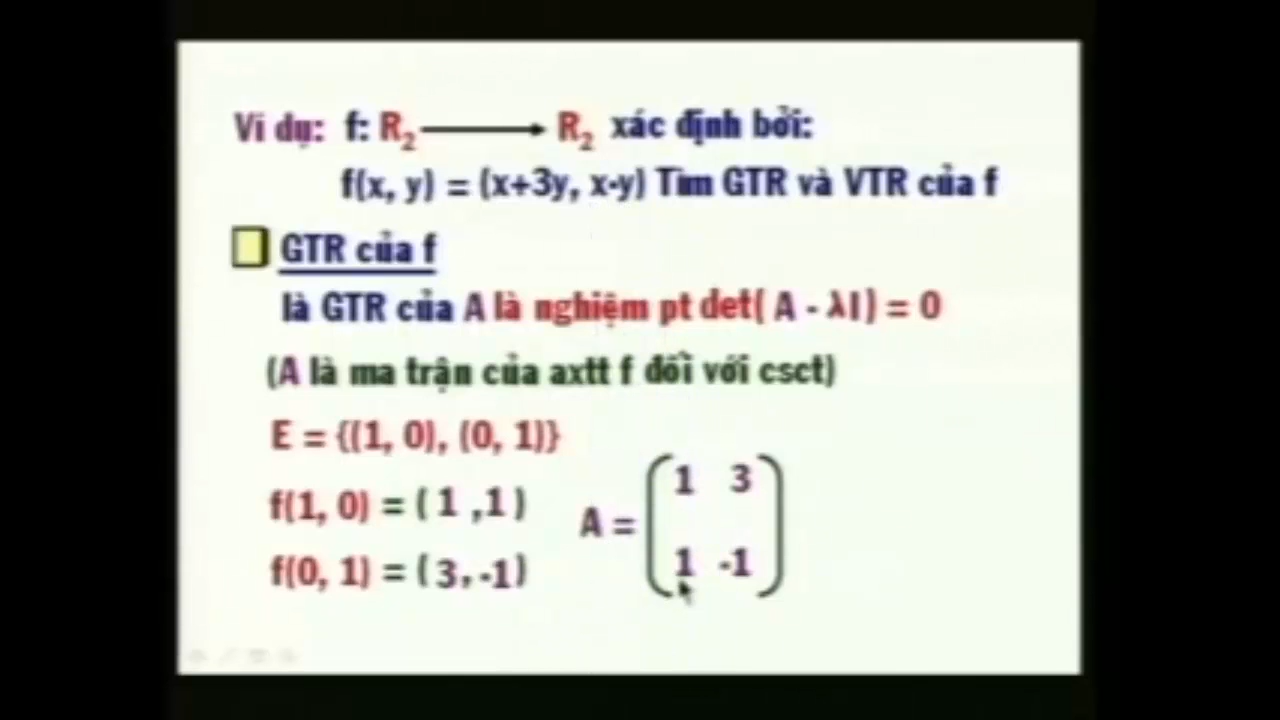 Ví dụ: f: R₂ ⟶ R₂ xác định bởi:
f(x, y) = (x+3y, x-y) Tìm GTR và VTR của f
GTR của f
là GTR của A là nghiệm pt det( A - λI) = 0
(A là ma trận của axtt f đối với csct)
E = {(1, 0), (0, 1)}
f(1, 0) = ( 1 ,1 )
f(0, 1) = ( 3, -1)
A =
1 3
1 -1